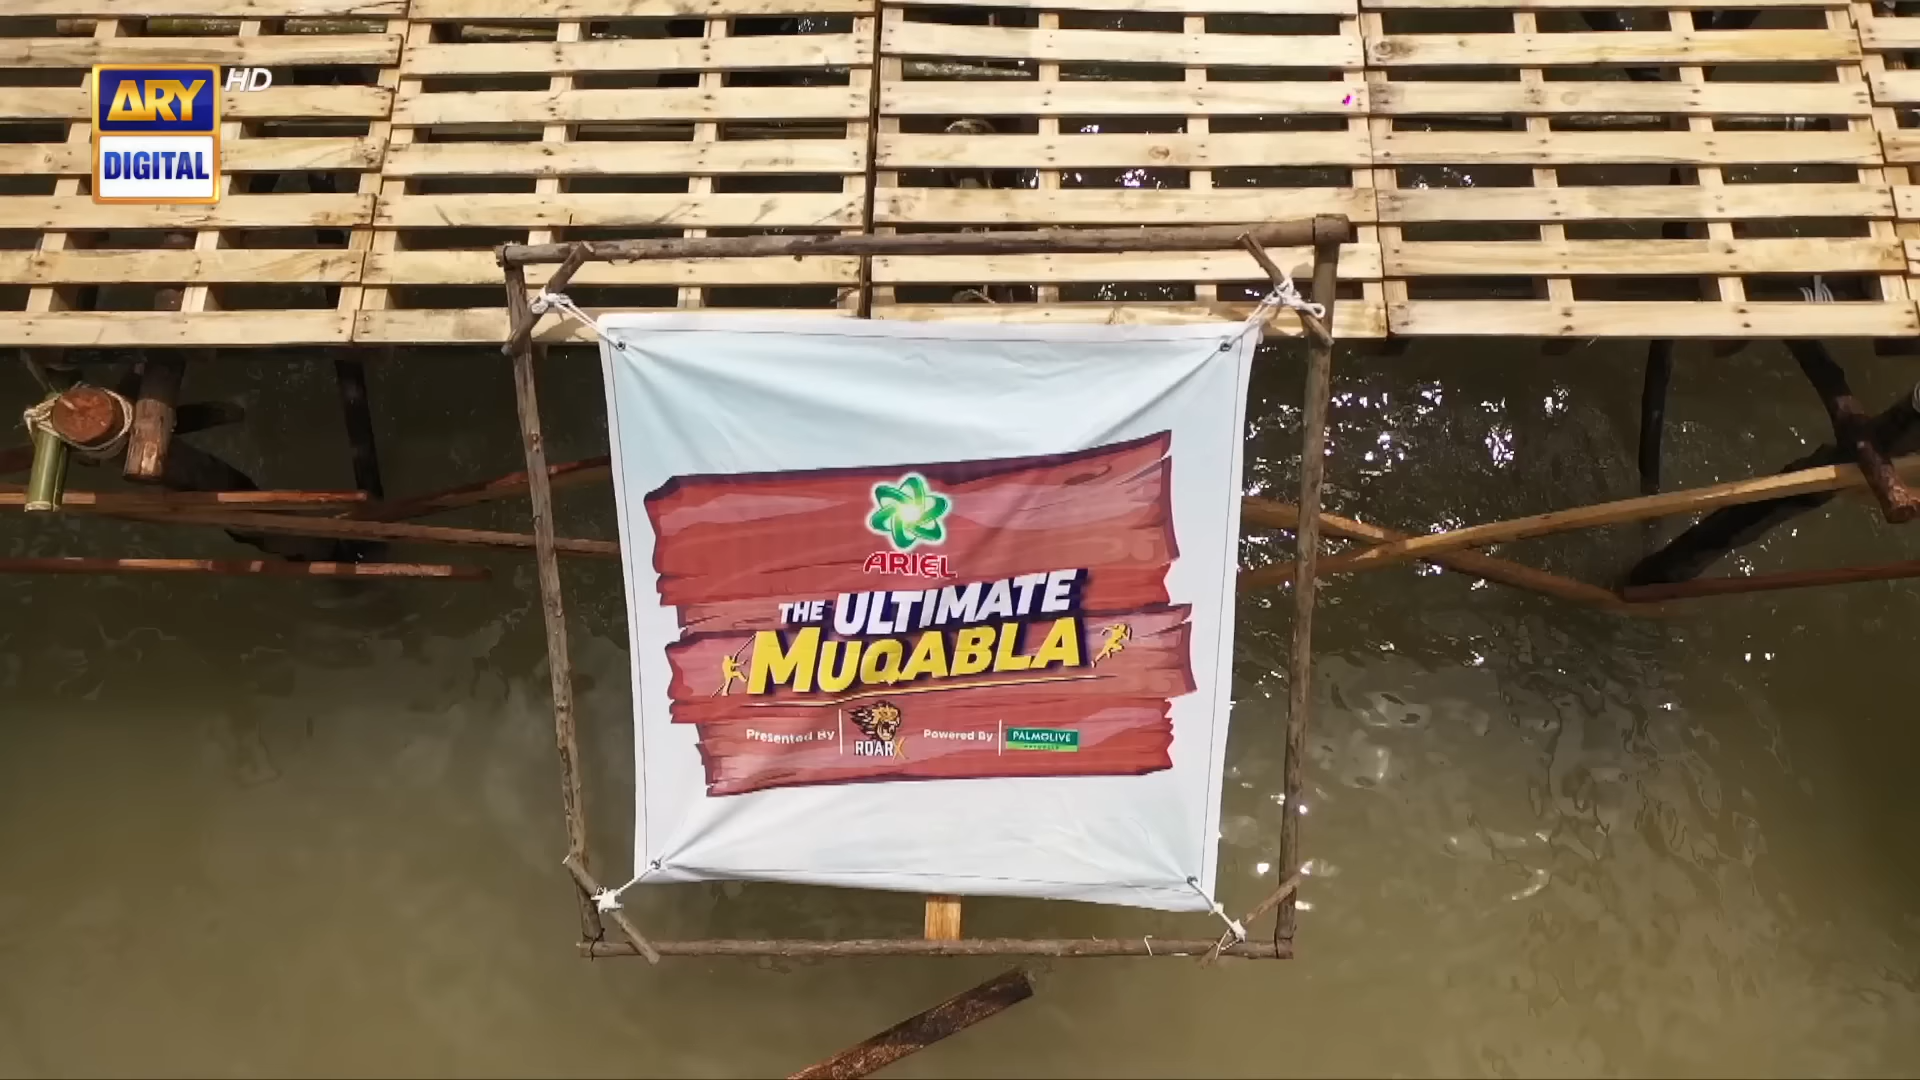 ARY HD
DIGITAL
ARIEL
THE ULTIMATE
MUQABLA
Presented By ROARX Powered By PALMOLIVE